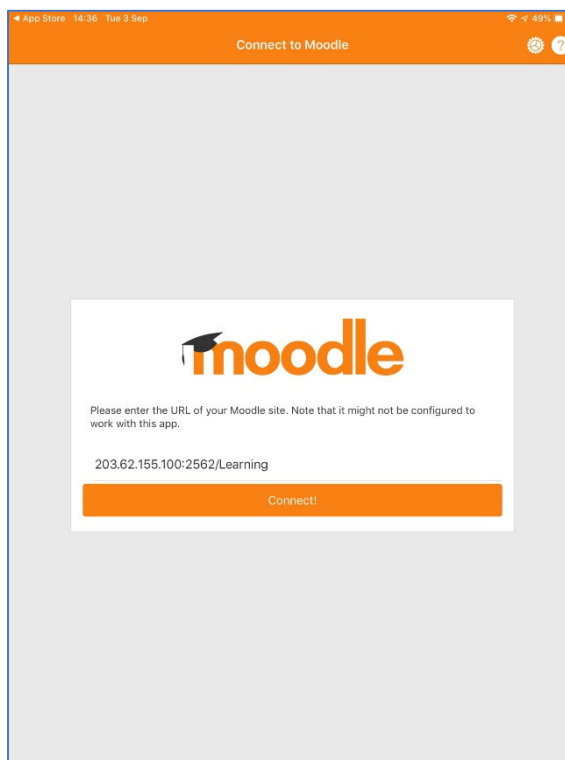 ◀ App Store 14:36 Tue 3 Sep 49%
Connect to Moodle
?
moodle
Please enter the URL of your Moodle site. Note that it might not be configured to
work with this app.
203.62.155.100:2562/Learning
Connect!